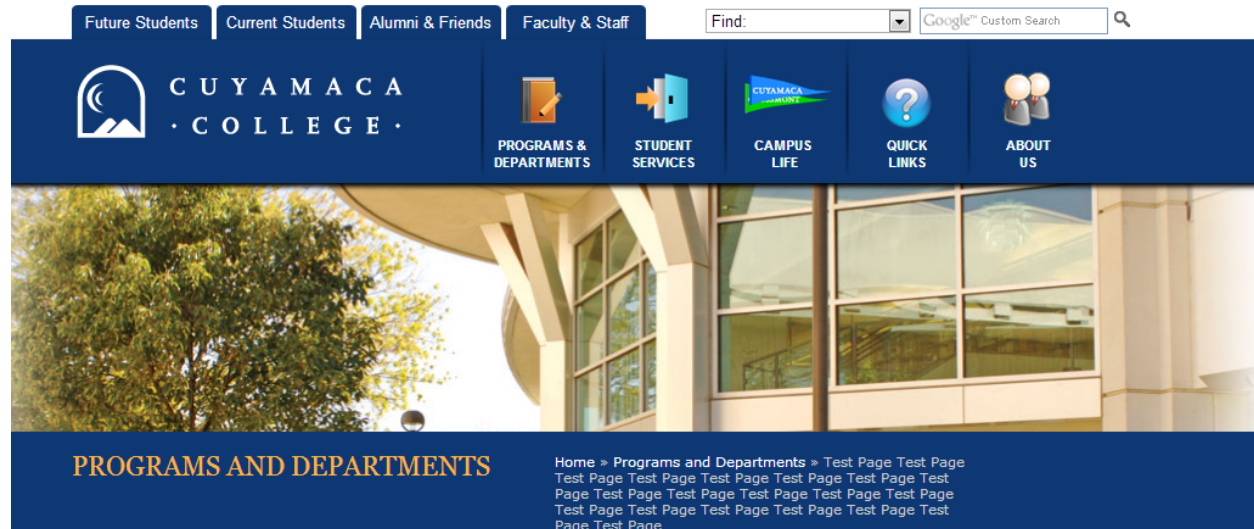 Future Students
Current Students
Alumni & Friends
Faculty & Staff
Find:
Google™ Custom Search
CUYAMACA
· COLLEGE ·
PROGRAMS &
DEPARTMENTS
STUDENT
SERVICES
CUYAMACA
CAMPUS
LIFE
?
QUICK
LINKS
ABOUT
US
PROGRAMS AND DEPARTMENTS
Home » Programs and Departments » Test Page Test Page
Test Page Test Page Test Page Test Page Test Page Test
Page Test Page Test Page Test Page Test Page Test Page
Test Page Test Page Test Page Test Page Test Page Test
Page Test Page